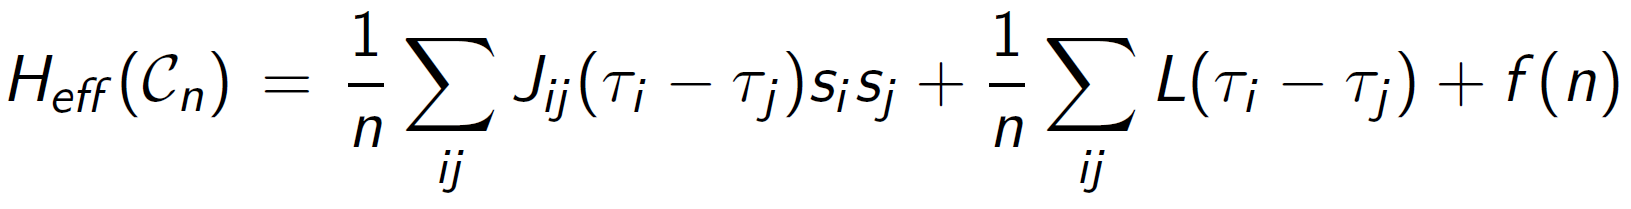 $H_{eff}(\mathcal{C}_n) = \frac{1}{n} \sum_{ij} J_{ij}(\tau_i - \tau_j) s_i s_j + \frac{1}{n} \sum_{ij} L(\tau_i - \tau_j) + f(n)$